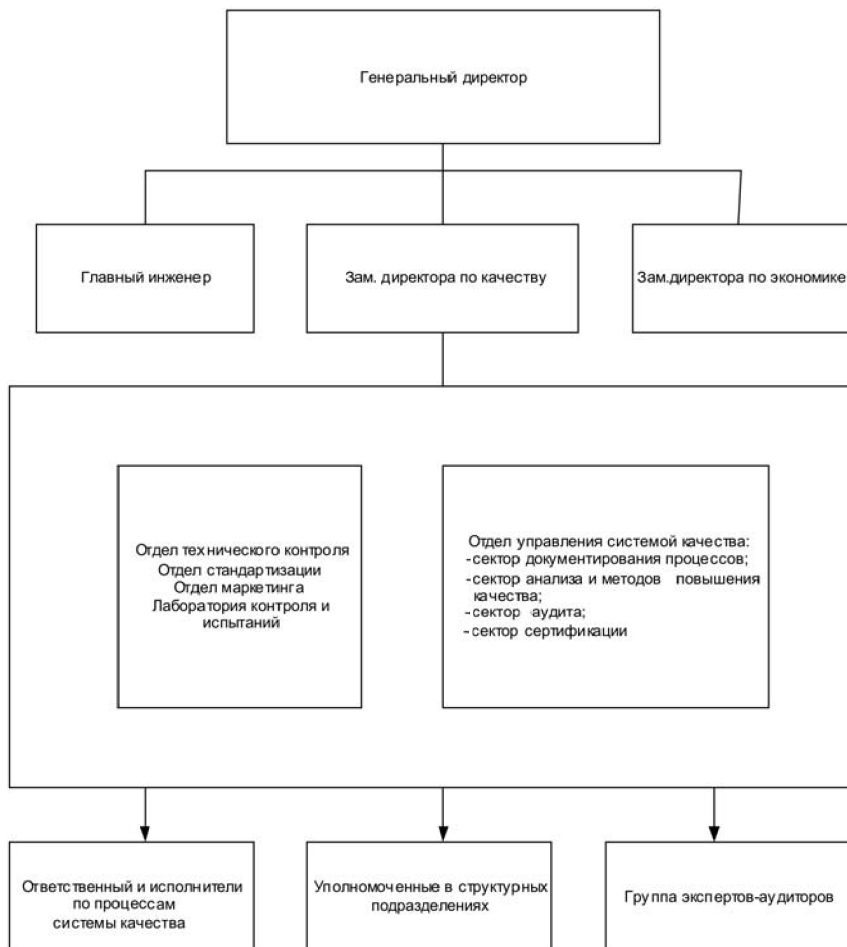 Генеральный директор
Главный инженер
Зам. директора по качеству
Зам.директора по экономике
Отдел технического контроля
Отдел стандартизации
Отдел маркетинга
Лаборатория контроля и
испытаний
Отдел управления системой качества:
-сектор документирования процессов;
-сектор анализа и методов повышения
качества;
-сектор аудита;
-сектор сертификации
Ответственный и исполнители
по процессам
системы качества
Уполномоченные в структурных
подразделениях
Группа экспертов-аудиторов